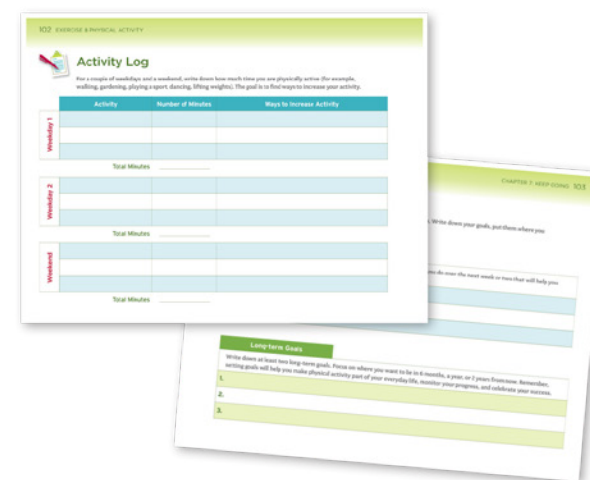 102 EXERCISE & PHYSICAL ACTIVITY
Activity Log
For a couple of weekdays and a weekend, write down how much time you are physically active (for example,
walking, gardening, playing a sport, dancing, lifting weights). The goal is to find ways to increase your activity.
Activity Number of Minutes Ways to Increase Activity
Weekday 1
Total Minutes
Weekday 2
Total Minutes
Weekend
Total Minutes
CHAPTER 7: KEEP GOING 103
. Write down your goals, put them where you
you do over the next week or two that will help you
Long-term Goals
Write down at least two long-term goals. Focus on where you want to be in 6 months, a year, or 2 years from now. Remember,
setting goals will help you make physical activity part of your everyday life, monitor your progress, and celebrate your success.
1.
2.
3.